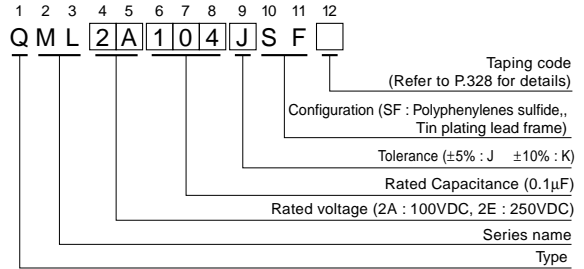 1 2 3 4 5 6 7 8 9 10 11 12
Q M L 2 A 1 0 4 J S F
Taping code
(Refer to P.328 for details)
Configuration (SF : Polyphenylenes sulfide,,
Tin plating lead frame)
Tolerance (±5% : J ±10% : K)
Rated Capacitance (0.1μF)
Rated voltage (2A : 100VDC, 2E : 250VDC)
Series name
Type